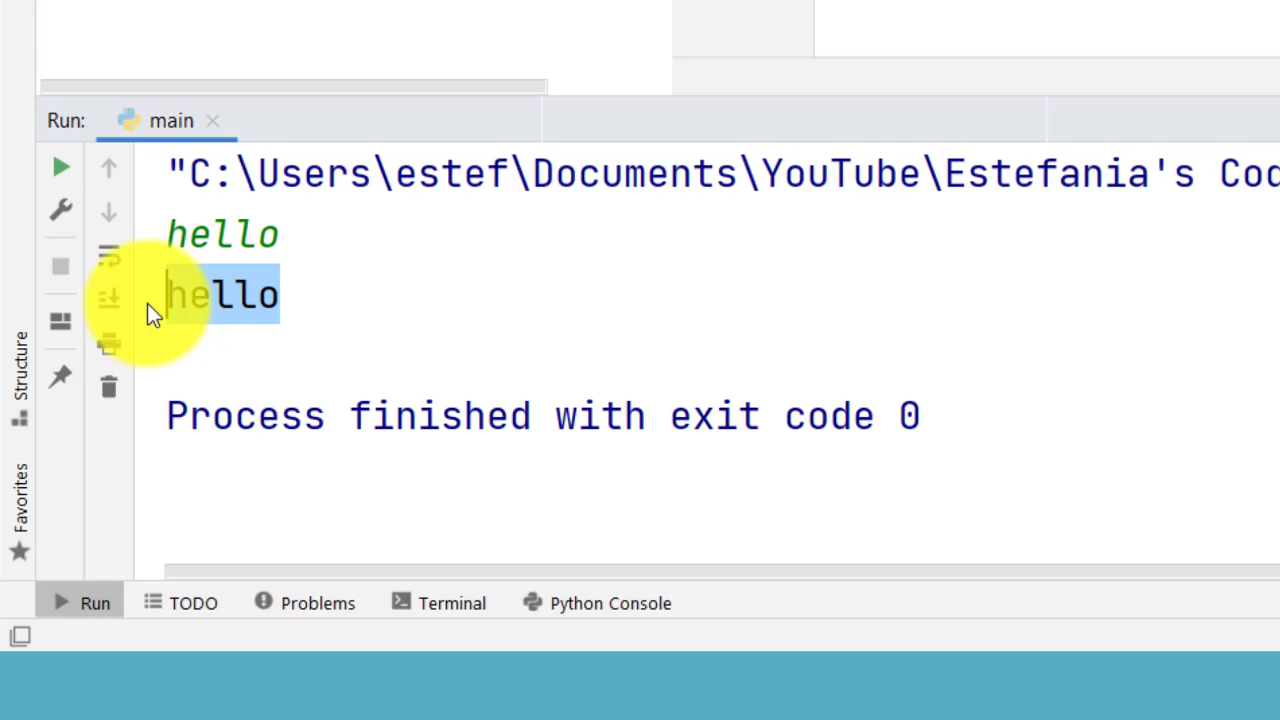 Run: main
"C:\Users\estef\Documents\YouTube\Estefania's
hello
hello
Process finished with exit code 0
Structure
Favorites
Run TODO Problems Terminal Python Console